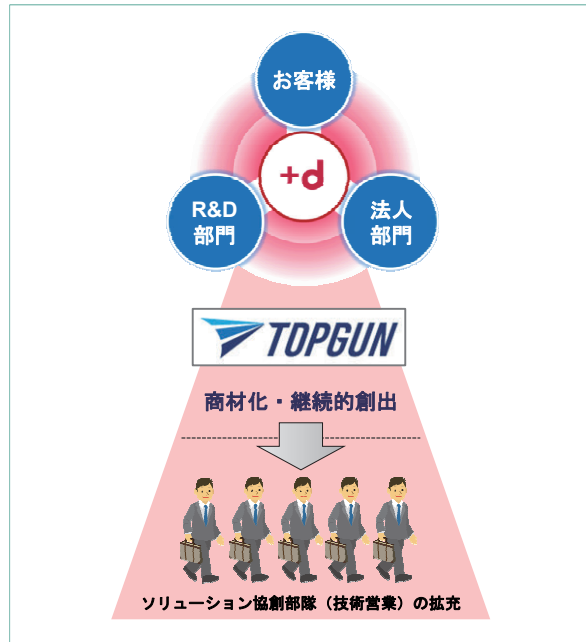 お客様
+d
R&D
部門
法人
部門
TOPGUN
商材化・継続的創出
ソリューション協創部隊（技術営業）の拡充